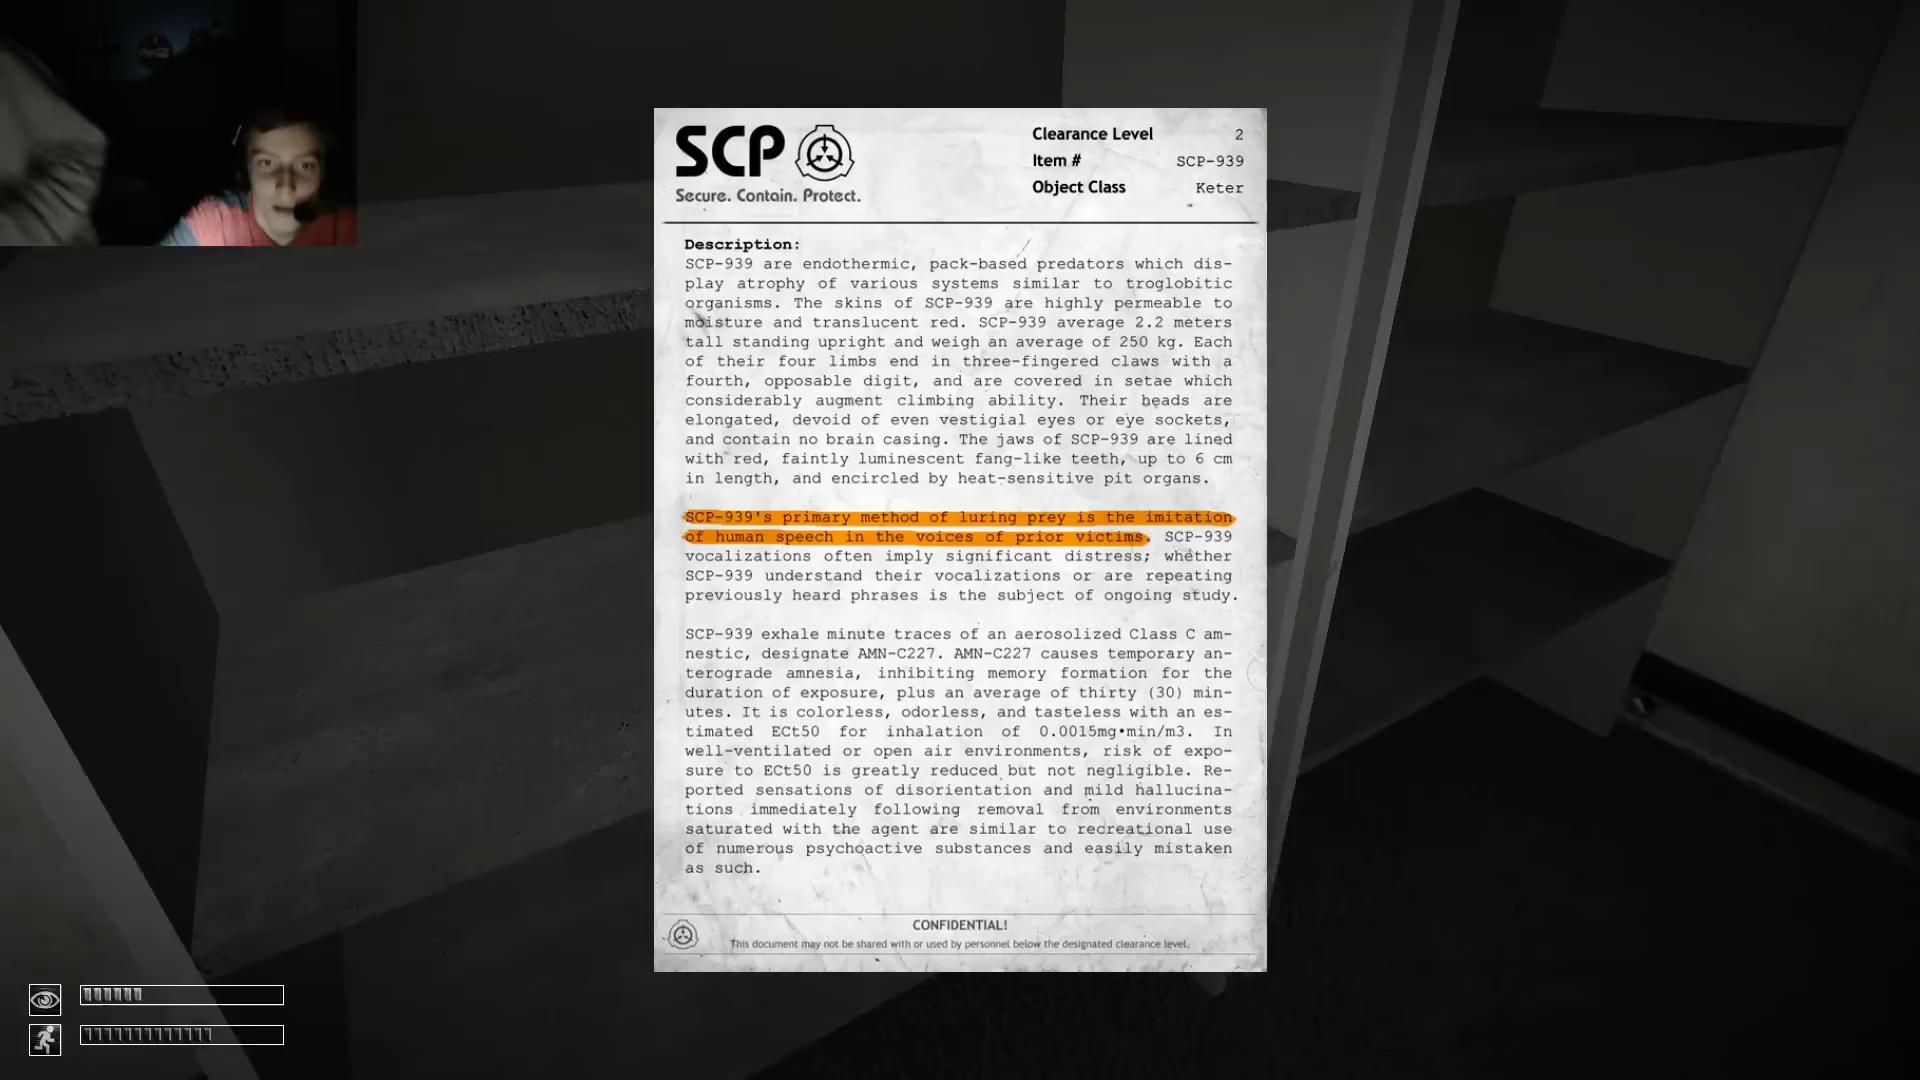 Coca-Cola
SCP
Secure. Contain. Protect.
Clearance Level 2
Item # SCP-939
Object Class Keter
Description:
SCP-939 are endothermic, pack-based predators which dis-
play atrophy of various systems similar to troglobitic
organisms. The skins of SCP-939 are highly permeable to
moisture and translucent red. SCP-939 average 2.2 meters
tall standing upright and weigh an average of 250 kg. Each
of their four limbs end in three-fingered claws with a
fourth, opposable digit, and are covered in setae which
considerably augment climbing ability. Their heads are
elongated, devoid of even vestigial eyes or eye sockets,
and contain no brain casing. The jaws of SCP-939 are lined
with red, faintly luminescent fang-like teeth, up to 6 cm
in length, and encircled by heat-sensitive pit organs.
SCP-939's primary method of luring prey is the imitation
of human speech in the voices of prior victims. SCP-939
vocalizations often imply significant distress; whether
SCP-939 understand their vocalizations or are repeating
previously heard phrases is the subject of ongoing study.
SCP-939 exhale minute traces of an aerosolized Class C am-
nestic, designate AMN-C227. AMN-C227 causes temporary an-
terograde amnesia, inhibiting memory formation for the
duration of exposure, plus an average of thirty (30) min-
utes. It is colorless, odorless, and tasteless with an es-
timated ECt50 for inhalation of 0.0015mg•min/m3. In
well-ventilated or open air environments, risk of expo-
sure to ECt50 is greatly reduced but not negligible. Re-
ported sensations of disorientation and mild hallucina-
tions immediately following removal from environments
saturated with the agent are similar to recreational use
of numerous psychoactive substances and easily mistaken
as such.
CONFIDENTIAL!
This document may not be shared with or used by personnel below the designated clearance level.